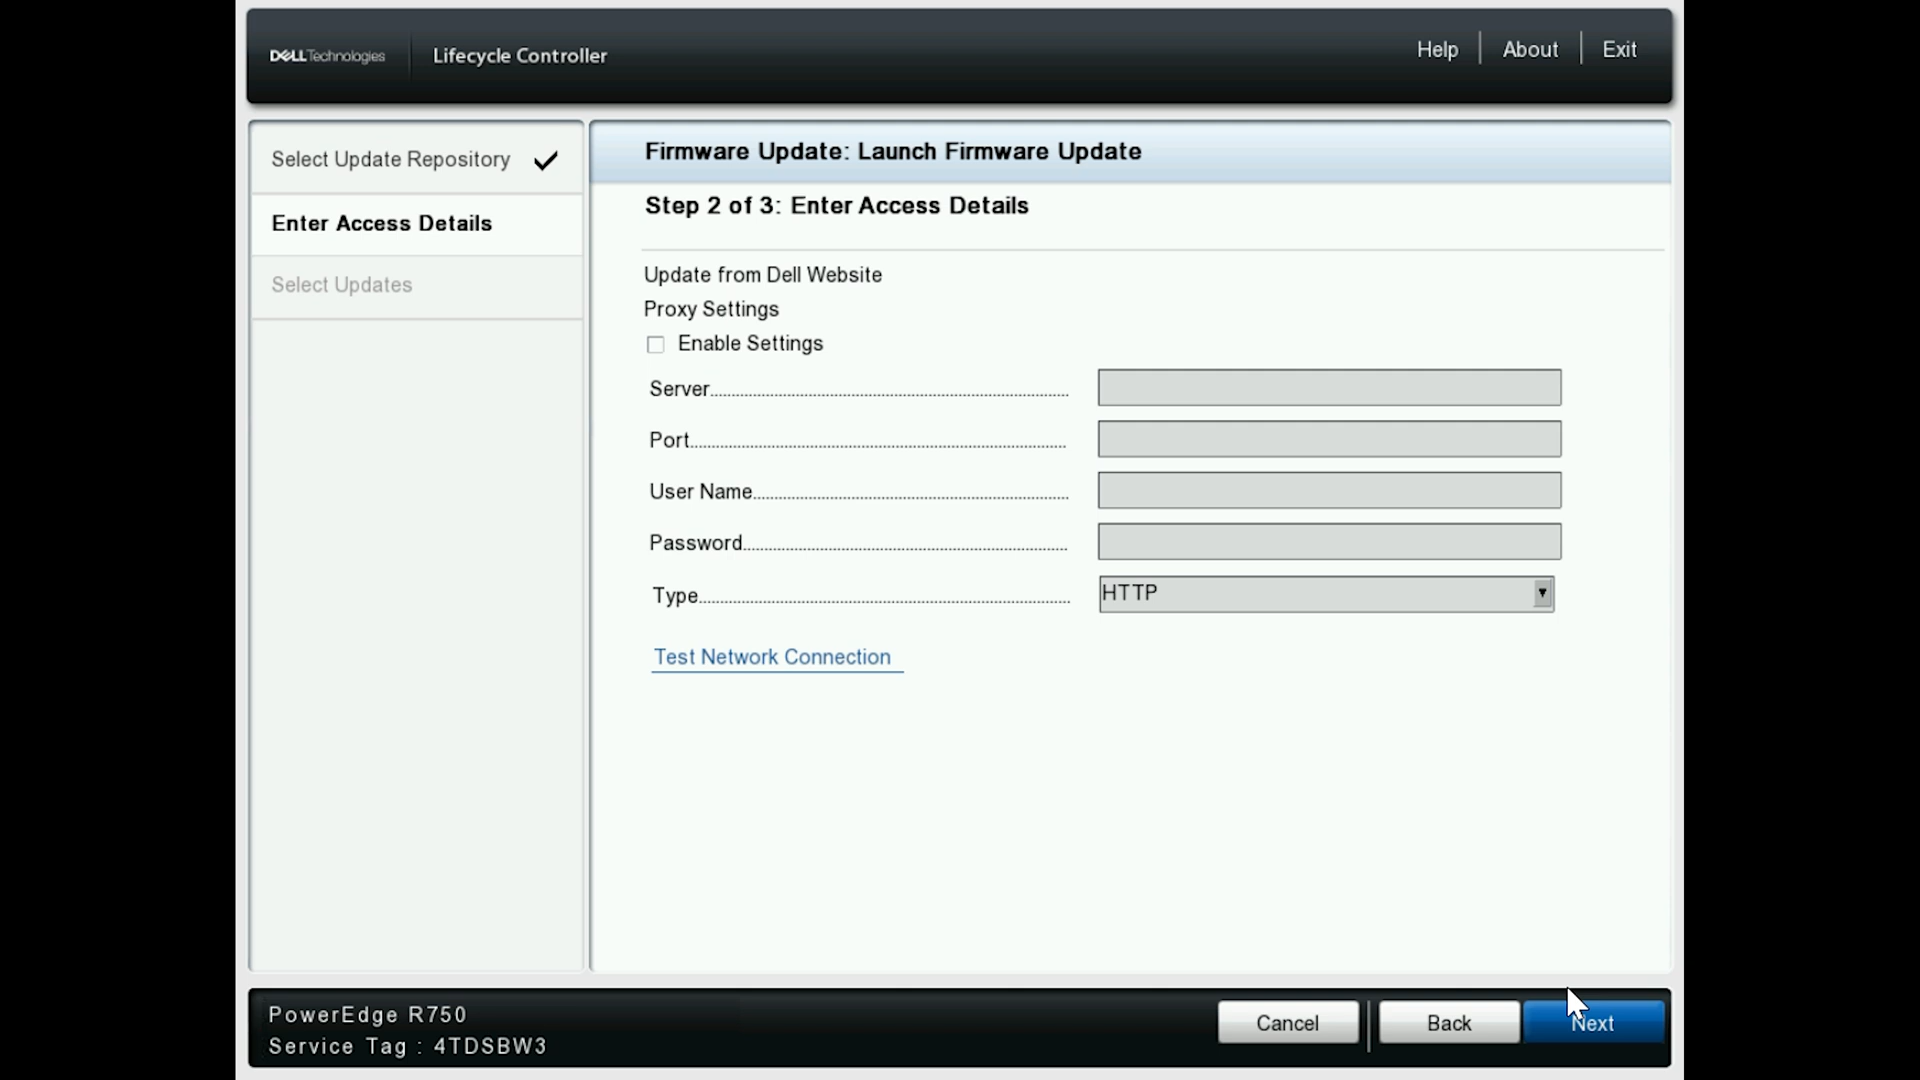 DELLTechnologies
Lifecycle Controller
Help
About
Exit
Select Update Repository
Enter Access Details
Select Updates
Firmware Update: Launch Firmware Update
Step 2 of 3: Enter Access Details
Update from Dell Website
Proxy Settings
Enable Settings
Server
Port
User Name
Password
Type
HTTP
Test Network Connection
PowerEdge R750
Service Tag : 4TDSBW3
Cancel
Back
Next